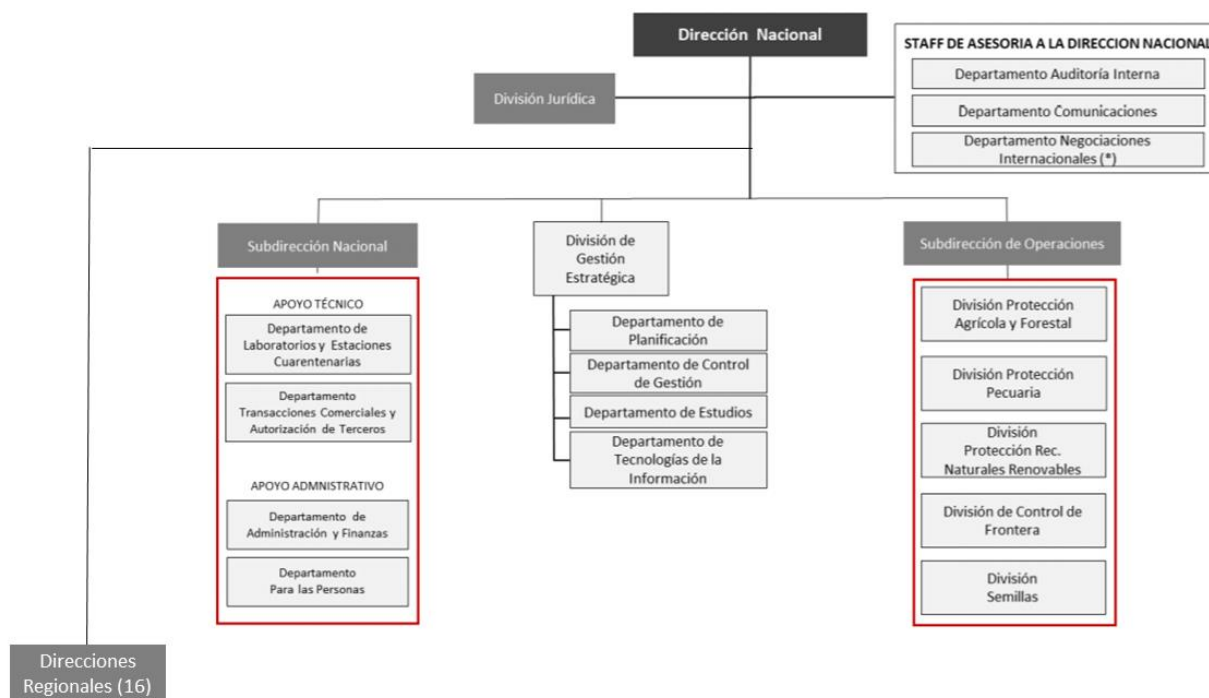 Dirección Nacional
STAFF DE ASESORIA A LA DIRECCION NACIONAL
Departamento Auditoría Interna
División Jurídica
Departamento Comunicaciones
Departamento Negociaciones
Internacionales (*)
Subdirección Nacional
APOYO TÉCNICO
Departamento de
Laboratorios y Estaciones
Cuarentenarias
Departamento
Transacciones Comerciales y
Autorización de Terceros
APOYO ADMNISTRATIVO
Departamento de
Administración y Finanzas
Departamento
Para las Personas
División de
Gestión
Estratégica
Departamento de
Planificación
Departamento de Control
de Gestión
Departamento de Estudios
Departamento de
Tecnologías de la
Información
Subdirección de Operaciones
División Protección
Agrícola y Forestal
División Protección
Pecuaria
División
Protección Rec.
Naturales Renovables
División de Control de
Frontera
División
Semillas
Direcciones
Regionales (16)